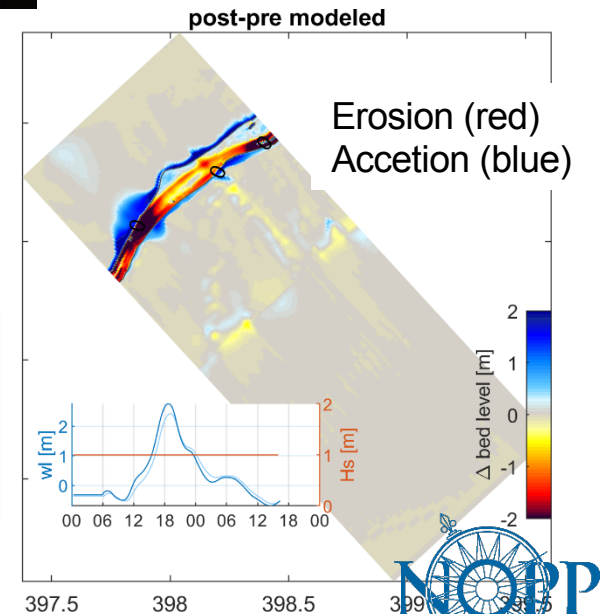 post-pre modeled
Erosion (red)
Accetion (blue)
2
1
0
-1
-2
Δ bed level [m]
2
0
wl [m]
2
1
0
Hs [m]
00 06 12 18 00 06 12 18 00
NOPP
397.5 398 398.5